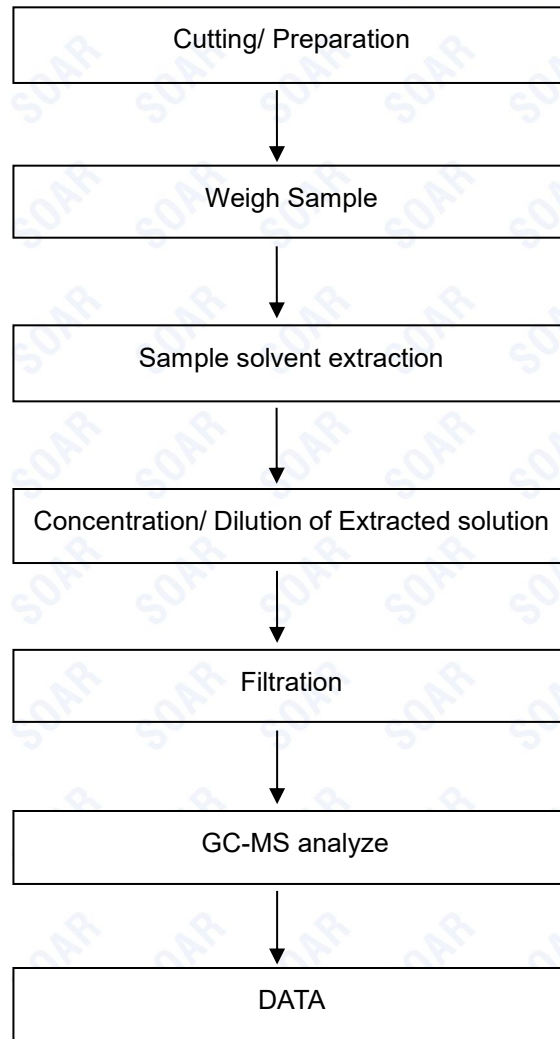 Cutting/ Preparation
Weigh Sample
Sample solvent extraction
Concentration/ Dilution of Extracted solution
Filtration
GC-MS analyze
DATA